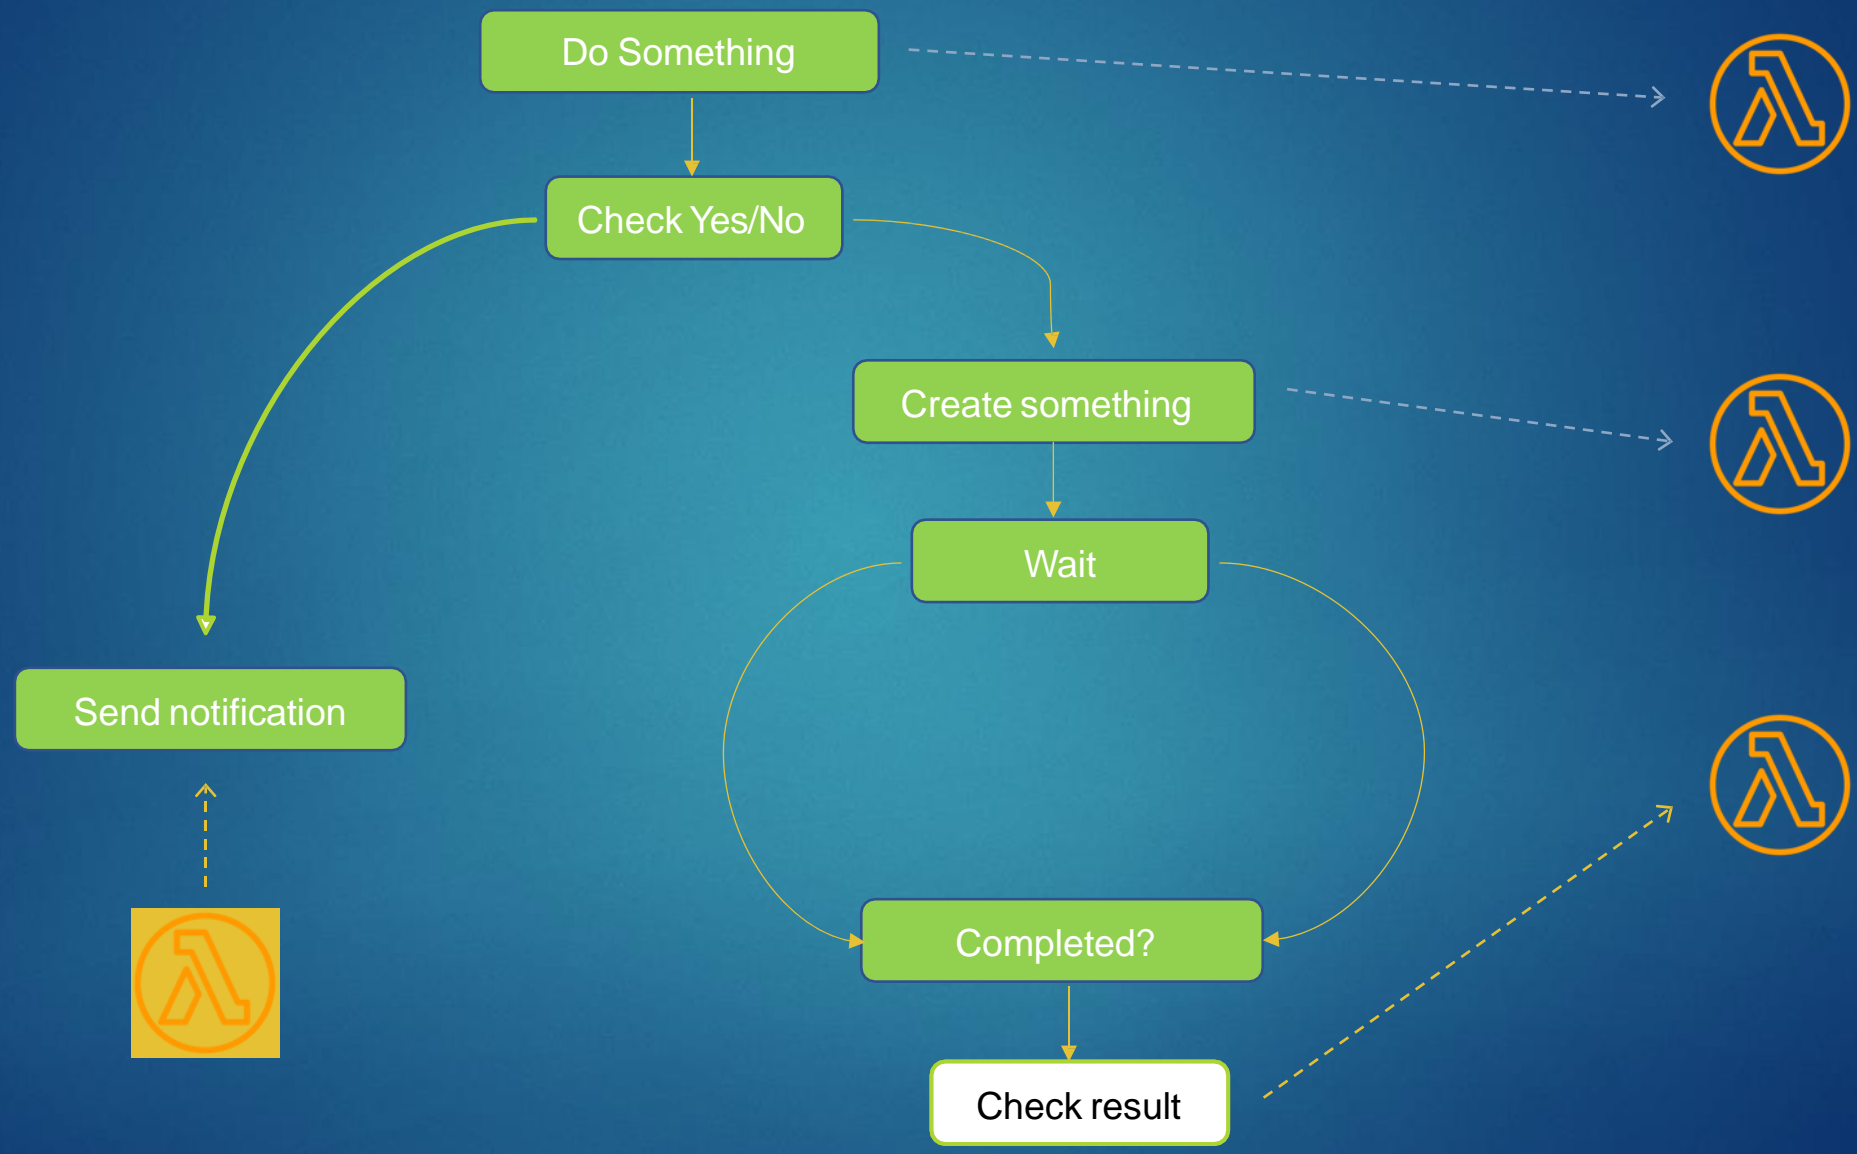 Do Something
Check Yes/No
Create something
Wait
Send notification
Completed?
Check result